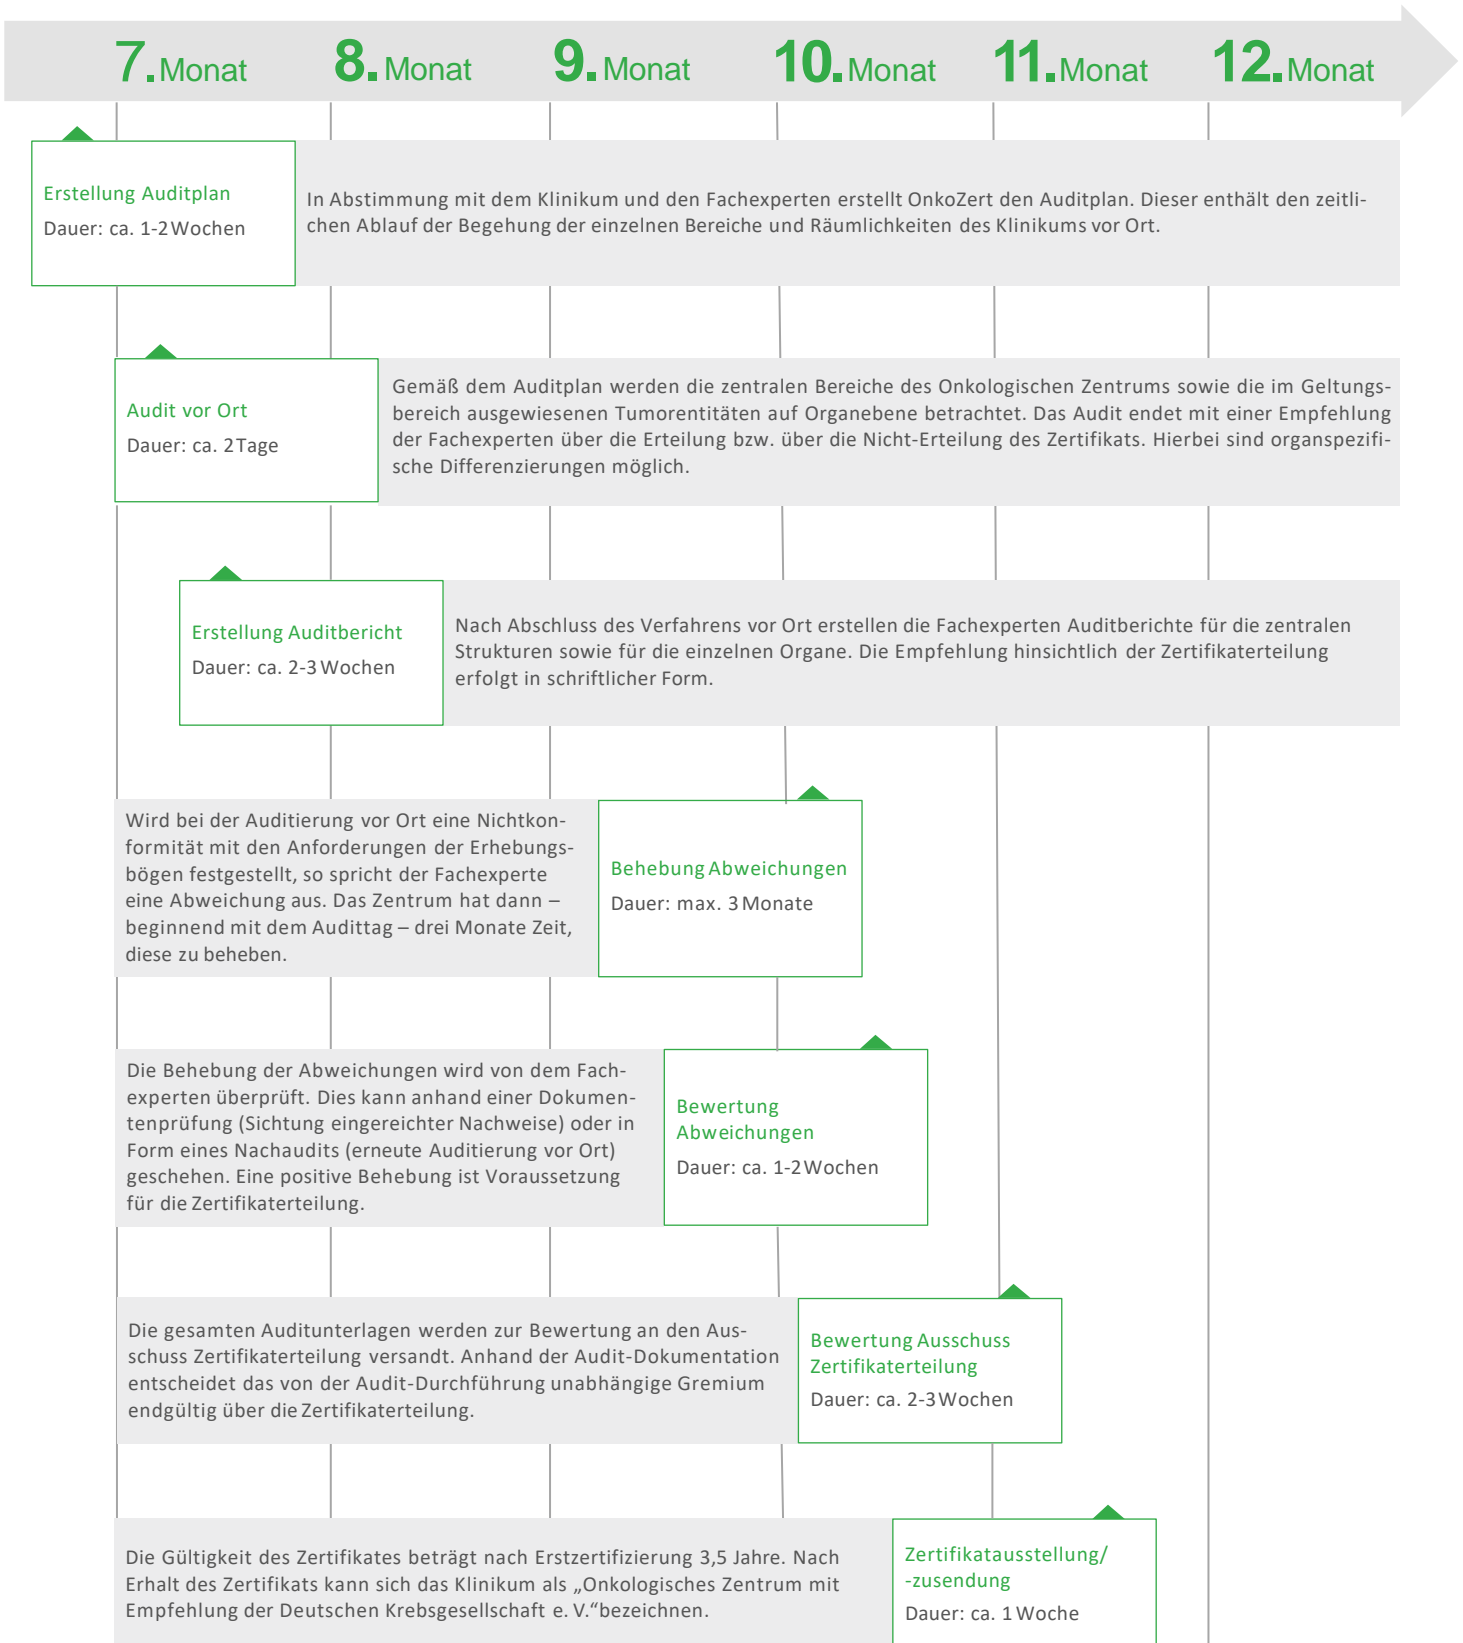 7. Monat 8. Monat 9. Monat 10. Monat 11. Monat 12. Monat
Erstellung Auditplan
Dauer: ca. 1-2 Wochen
In Abstimmung mit dem Klinikum und den Fachexperten erstellt OnkoZert den Auditplan. Dieser enthält den zeitli-
chen Ablauf der Begehung der einzelnen Bereiche und Räumlichkeiten des Klinikums vor Ort.
Audit vor Ort
Dauer: ca. 2 Tage
Gemäß dem Auditplan werden die zentralen Bereiche des Onkologischen Zentrums sowie die im Geltungs-
bereich ausgewiesenen Tumorentitäten auf Organebene betrachtet. Das Audit endet mit einer Empfehlung
der Fachexperten über die Erteilung bzw. über die Nicht-Erteilung des Zertifikats. Hierbei sind organspezifi-
sche Differenzierungen möglich.
Erstellung Auditbericht
Dauer: ca. 2-3 Wochen
Nach Abschluss des Verfahrens vor Ort erstellen die Fachexperten Auditberichte für die zentralen
Strukturen sowie für die einzelnen Organe. Die Empfehlung hinsichtlich der Zertifikaterteilung
erfolgt in schriftlicher Form.
Wird bei der Auditierung vor Ort eine Nichtkon-
formität mit den Anforderungen der Erhebungs-
bögen festgestellt, so spricht der Fachexperte
eine Abweichung aus. Das Zentrum hat dann –
beginnend mit dem Audittag – drei Monate Zeit,
diese zu beheben.
Behebung Abweichungen
Dauer: max. 3 Monate
Die Behebung der Abweichungen wird von dem Fach-
experten überprüft. Dies kann anhand einer Dokumen-
tenprüfung (Sichtung eingereichter Nachweise) oder in
Form eines Nachaudits (erneute Auditierung vor Ort)
geschehen. Eine positive Behebung ist Voraussetzung
für die Zertifikaterteilung.
Bewertung
Abweichungen
Dauer: ca. 1-2 Wochen
Die gesamten Auditunterlagen werden zur Bewertung an den Aus-
schuss Zertifikaterteilung versandt. Anhand der Audit-Dokumentation
entscheidet das von der Audit-Durchführung unabhängige Gremium
endgültig über die Zertifikaterteilung.
Bewertung Ausschuss
Zertifikaterteilung
Dauer: ca. 2-3 Wochen
Die Gültigkeit des Zertifikates beträgt nach Erstzertifizierung 3,5 Jahre. Nach
Erhalt des Zertifikats kann sich das Klinikum als „Onkologisches Zentrum mit
Empfehlung der Deutschen Krebsgesellschaft e. V.“bezeichnen.
Zertifikatausstellung/
-zusendung
Dauer: ca. 1 Woche